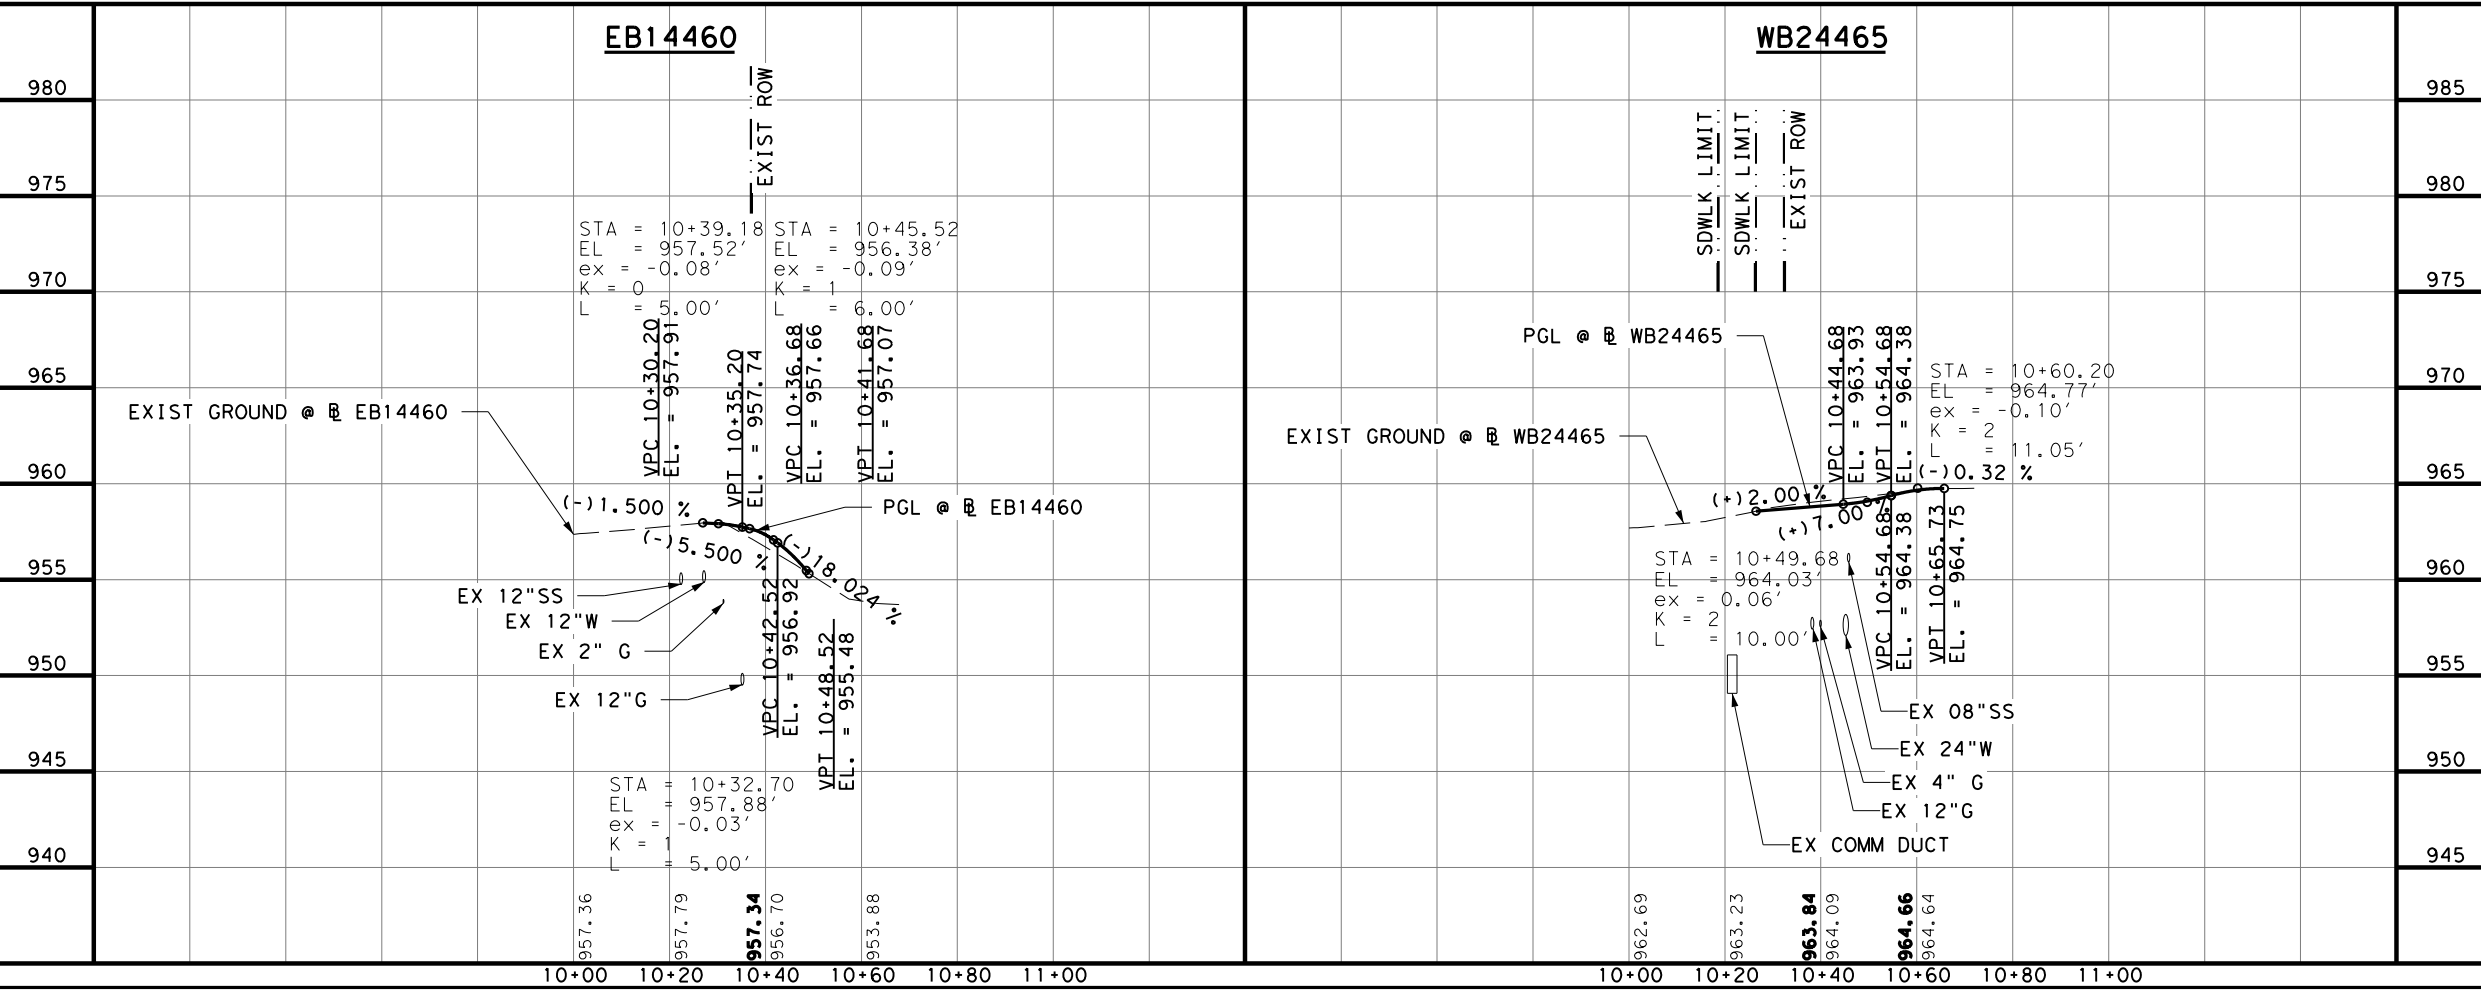 EB14460
WB24465
980
975
970
965
960
955
950
945
940
EXIST ROW
STA = 10+39.18
EL = 957.52'
ex = -0.08'
K = 0
L = 5.00'
STA = 10+45.52
EL = 956.38'
ex = -0.09'
K = 1
L = 6.00'
VPC 10+30.20
EL. = 957.91
VPT 10+35.20
EL. = 957.74
VPC 10+36.68
EL. = 957.66
VPT 10+41.68
EL. = 957.07
EXIST GROUND @ BL EB14460
(-)1.500 %
(-)5.500 %
(-)18.024 %
PGL @ BL EB14460
EX 12"SS
EX 12"W
EX 2" G
EX 12"G
VPC 10+42.52
EL. = 956.92
VPT 10+48.52
EL. = 955.48
STA = 10+32.70
EL = 957.88'
ex = -0.03'
K = 1
L = 5.00'
957.36
957.79
957.34
956.70
953.88
10+00 10+20 10+40 10+60 10+80 11+00
SDWLK LIMIT
SDWLK LIMIT
EXIST ROW
PGL @ BL WB24465
EXIST GROUND @ BL WB24465
VPC 10+44.68
EL. = 963.93
VPT 10+54.68
EL. = 964.38
STA = 10+60.20
EL = 964.77'
ex = -0.10'
K = 2
L = 11.05'
(-)0.32 %
(+)2.00 %
(+)7.00 %
STA = 10+49.68
EL = 964.03'
ex = 0.06'
K = 2
L = 10.00'
VPC 10+54.68
EL. = 964.38
VPT 10+65.73
EL. = 964.75
EX 08"SS
EX 24"W
EX 4" G
EX 12"G
EX COMM DUCT
962.69
963.23
963.84
964.09
964.66
964.64
10+00 10+20 10+40 10+60 10+80 11+00
985
980
975
970
965
960
955
950
945